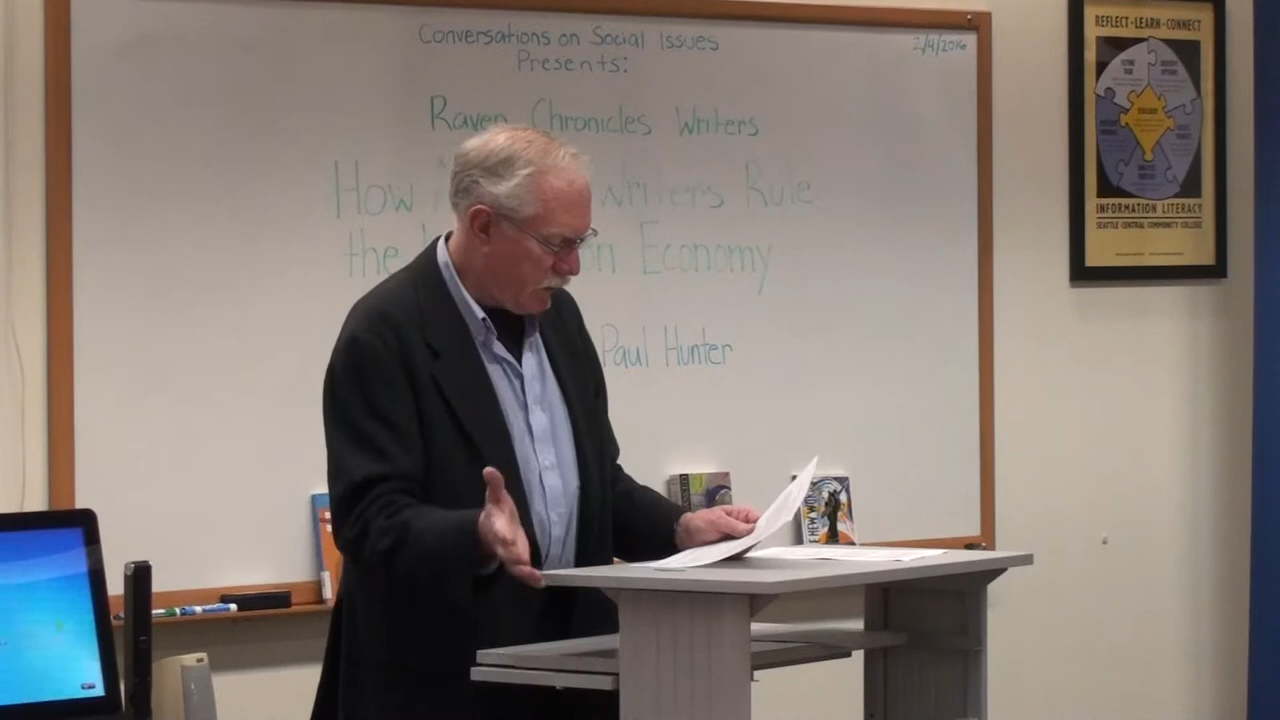 Conversations on Social Issues
Presents:
2/4/2016
Raven Chronicles Writers
How Writers Rule
the on Economy
Paul Hunter
REFLECT • LEARN • CONNECT
INFORMATION LITERACY
SEATTLE CENTRAL COMMUNITY COLLEGE